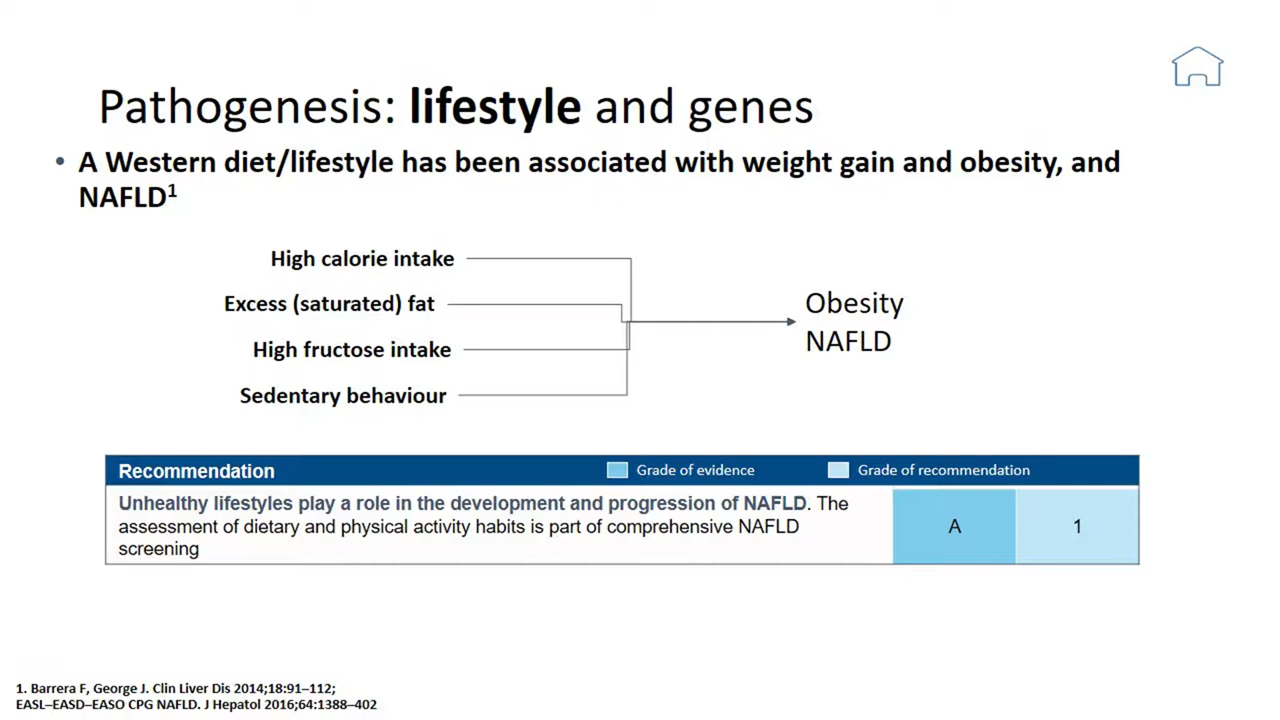 Pathogenesis: lifestyle and genes
• A Western diet/lifestyle has been associated with weight gain and obesity, and
NAFLD¹
High calorie intake
Excess (saturated) fat
High fructose intake
Sedentary behaviour
Obesity
NAFLD
Recommendation Grade of evidence Grade of recommendation
Unhealthy lifestyles play a role in the development and progression of NAFLD. The
assessment of dietary and physical activity habits is part of comprehensive NAFLD
screening
A 1
1. Barrera F, George J. Clin Liver Dis 2014;18:91–112;
EASL–EASD–EASO CPG NAFLD. J Hepatol 2016;64:1388–402